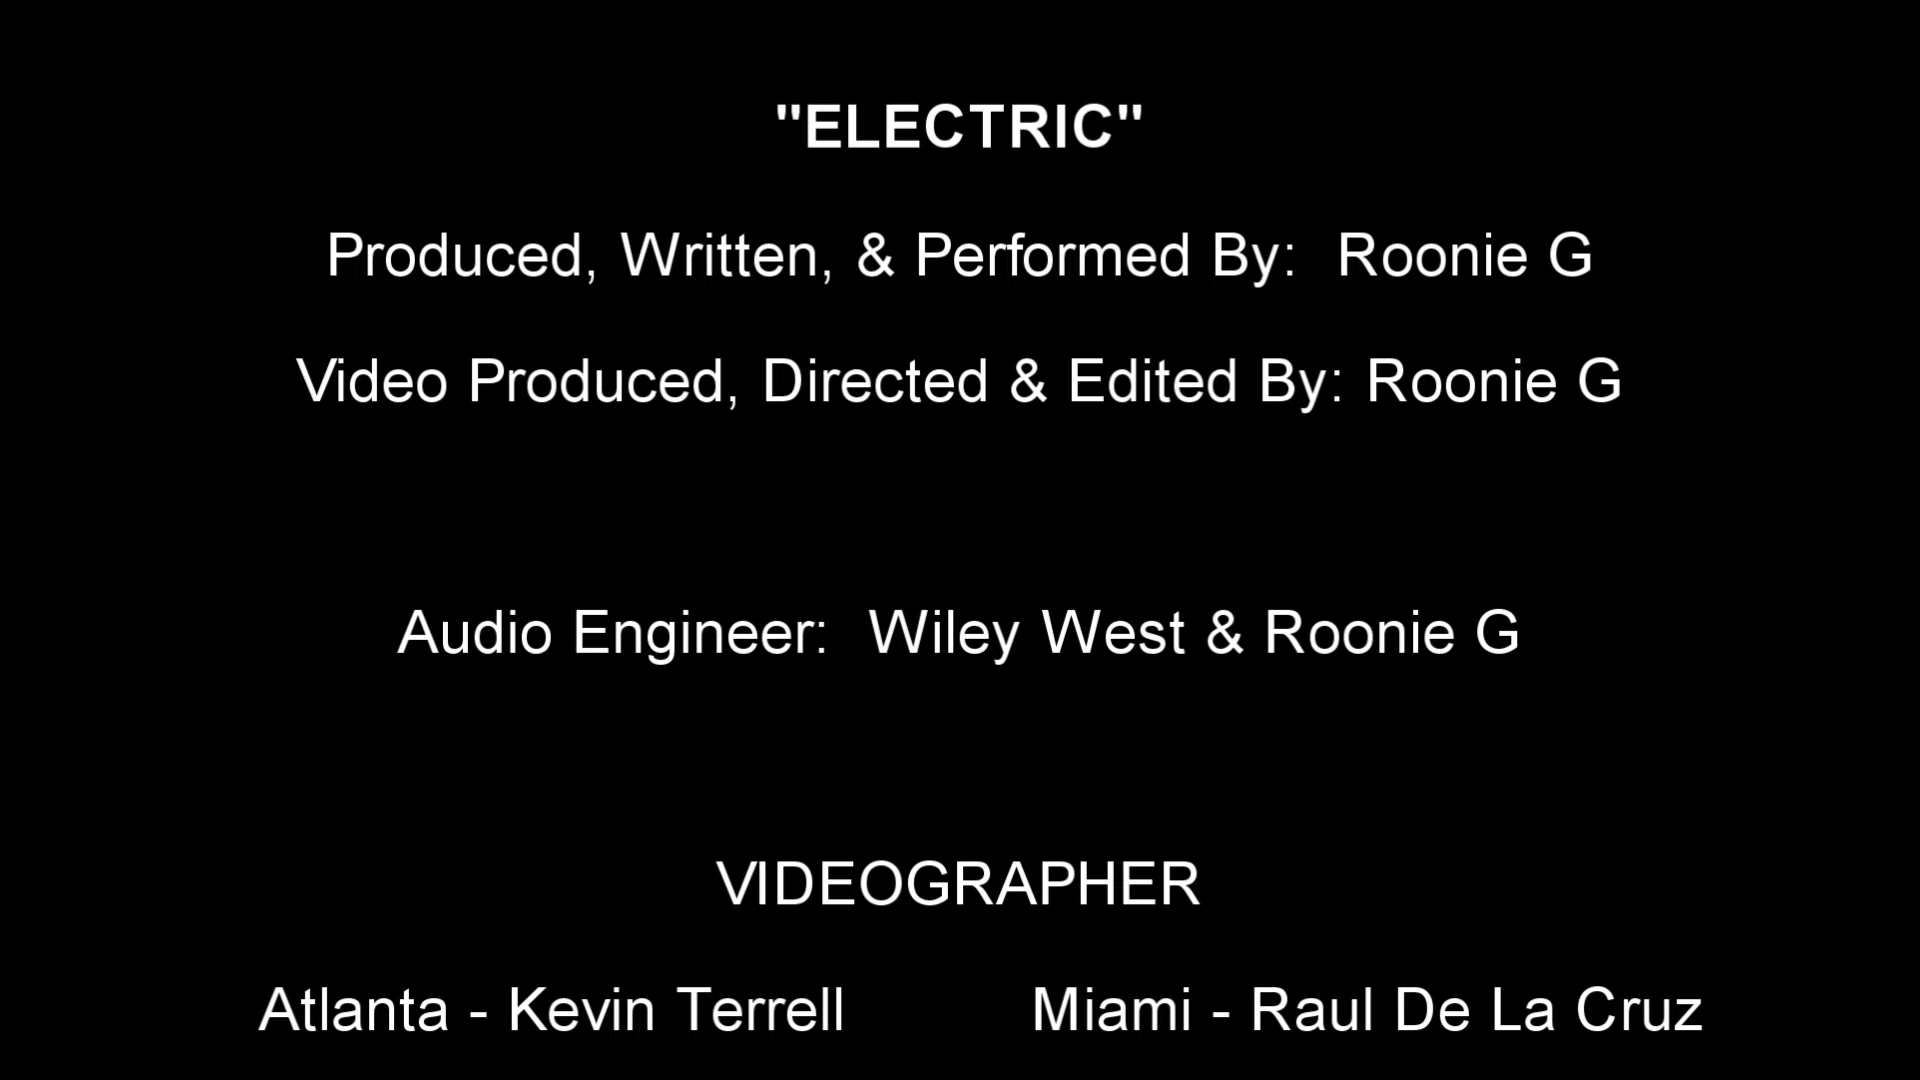 "ELECTRIC"
Produced, Written, & Performed By:  Roonie G
Video Produced, Directed & Edited By: Roonie G
Audio Engineer:  Wiley West & Roonie G
VIDEOGRAPHER
Atlanta - Kevin Terrell          Miami - Raul De La Cruz